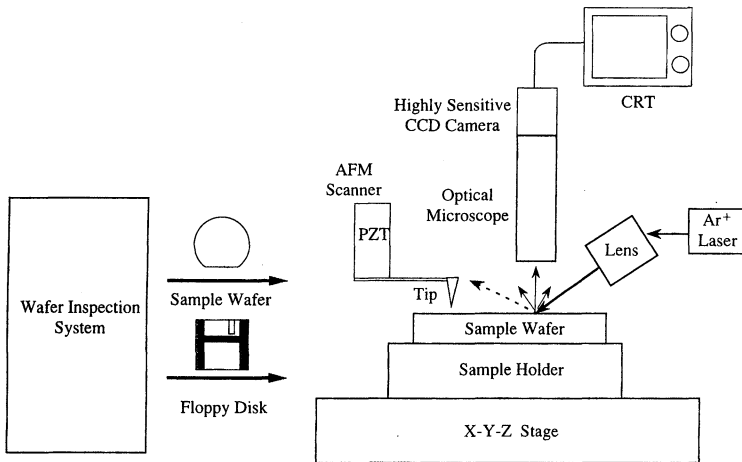 CRT
Highly Sensitive
CCD Camera
AFM
Scanner
Optical
Microscope
PZT
Ar+
Laser
Lens
Tip
Sample Wafer
Wafer Inspection
System
Sample Wafer
Sample Holder
Floppy Disk
X-Y-Z Stage